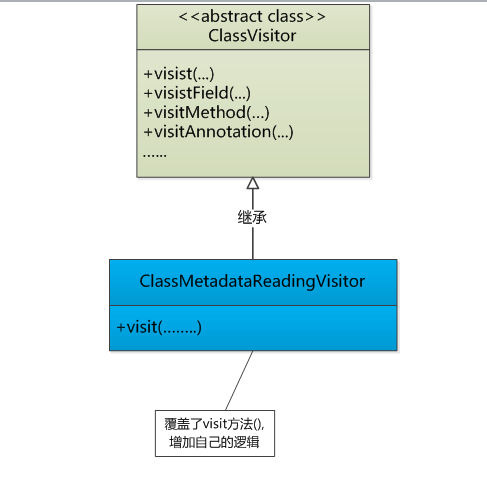 <<abstract class>>
ClassVisitor
+visist(...)
+visistField(...)
+visitMethod(...)
+visitAnnotation(...)
......
继承
ClassMetadataReadingVisitor
+visit(........)
覆盖了visit方法(),
增加自己的逻辑